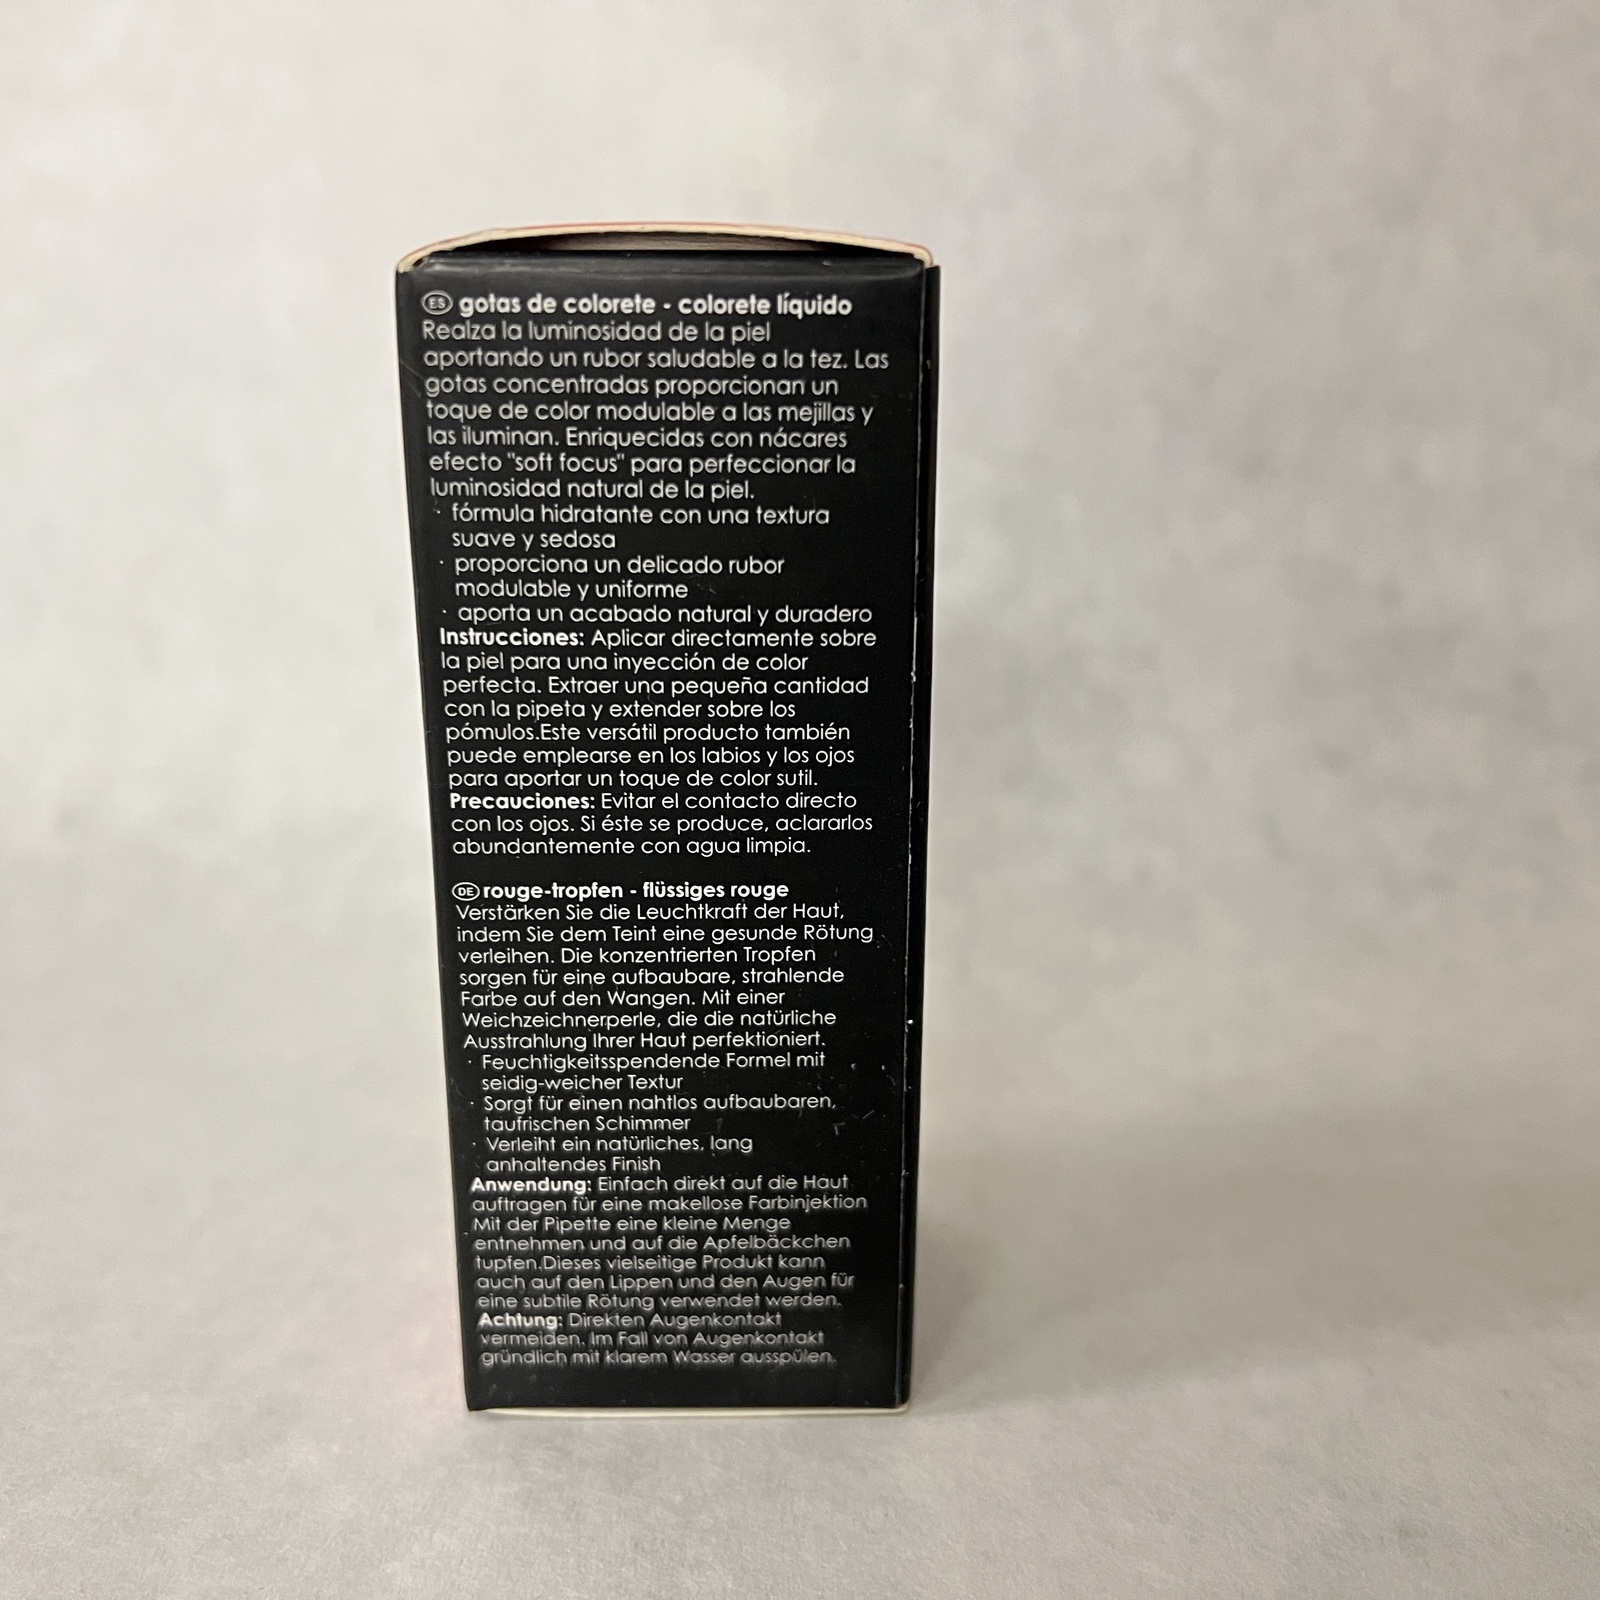 ES gotas de colorete - colorete líquido
Realza la luminosidad de la piel
aportando un rubor saludable a la tez. Las
gotas concentradas proporcionan un
toque de color modulable a las mejillas y
las iluminan. Enriquecidas con nácares
efecto "soft focus" para perfeccionar la
luminosidad natural de la piel.
· fórmula hidratante con una textura
suave y sedosa
· proporciona un delicado rubor
modulable y uniforme
· aporta un acabado natural y duradero
Instrucciones: Aplicar directamente sobre
la piel para una inyección de color
perfecta. Extraer una pequeña cantidad
con la pipeta y extender sobre los
pómulos.Este versátil producto también
puede emplearse en los labios y los ojos
para aportar un toque de color sutil.
Precauciones: Evitar el contacto directo
con los ojos. Si éste se produce, aclararlos
abundantemente con agua limpia.
DE rouge-tropfen - flüssiges rouge
Verstärken Sie die Leuchtkraft der Haut,
indem Sie dem Teint eine gesunde Rötung
verleihen. Die konzentrierten Tropfen
sorgen für eine aufbaubare, strahlende
Farbe auf den Wangen. Mit einer
Weichzeichnerperle, die die natürliche
Ausstrahlung Ihrer Haut perfektioniert.
· Feuchtigkeitsspendende Formel mit
seidig-weicher Textur
· Sorgt für einen nahtlos aufbaubaren,
taufrischen Schimmer
· Verleiht ein natürliches, lang
anhaltendes Finish
Anwendung: Einfach direkt auf die Haut
auftragen für eine makellose Farbinjektion
Mit der Pipette eine kleine Menge
entnehmen und auf die Apfelbäckchen
tupfen.Dieses vielseitige Produkt kann
auch auf den Lippen und den Augen für
eine subtile Rötung verwendet werden.
Achtung: Direkten Augenkontakt
vermeiden. Im Fall von Augenkontakt
gründlich mit klarem Wasser ausspülen.